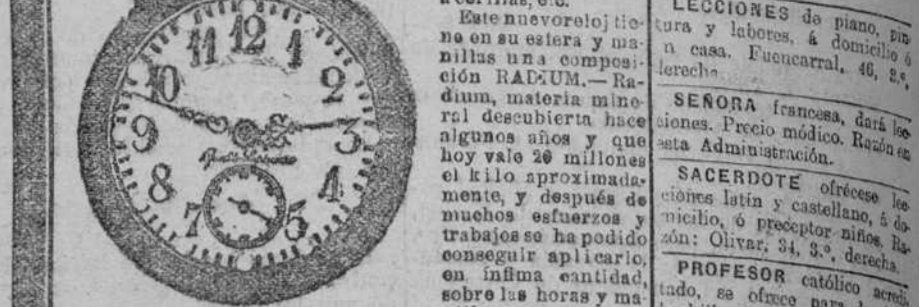 12
11
1
10
2
9
3
8
4
7
5
Este nuevo reloj tie-
ne en su esfera y ma-
nillas una composi-
ción RADIUM.— Ra-
dium, materia mine-
ral descubierta hace
algunos años y que
hoy vale 20 millones
el kilo aproximada-
mente, y después de
muchos esfuerzos y
trabajos se ha podido
conseguir aplicarlo,
en ínfima cantidad,
sobre las horas y ma-
LECCIONES de piano, pin-
tura y labores, á domicilio ó
n casa. Fuencarral, 46, 2.º,
derecha.
SEÑORA francesa, dará lec-
ciones. Precio módico. Razón en
esta Administración.
SACERDOTE ofrécese lec-
ciones latín y castellano, á do-
micilio, ó preceptor niños. Ra-
zón: Olivar, 34, 3.º, derecha.
PROFESOR católico acredi-
tado, se ofrece para